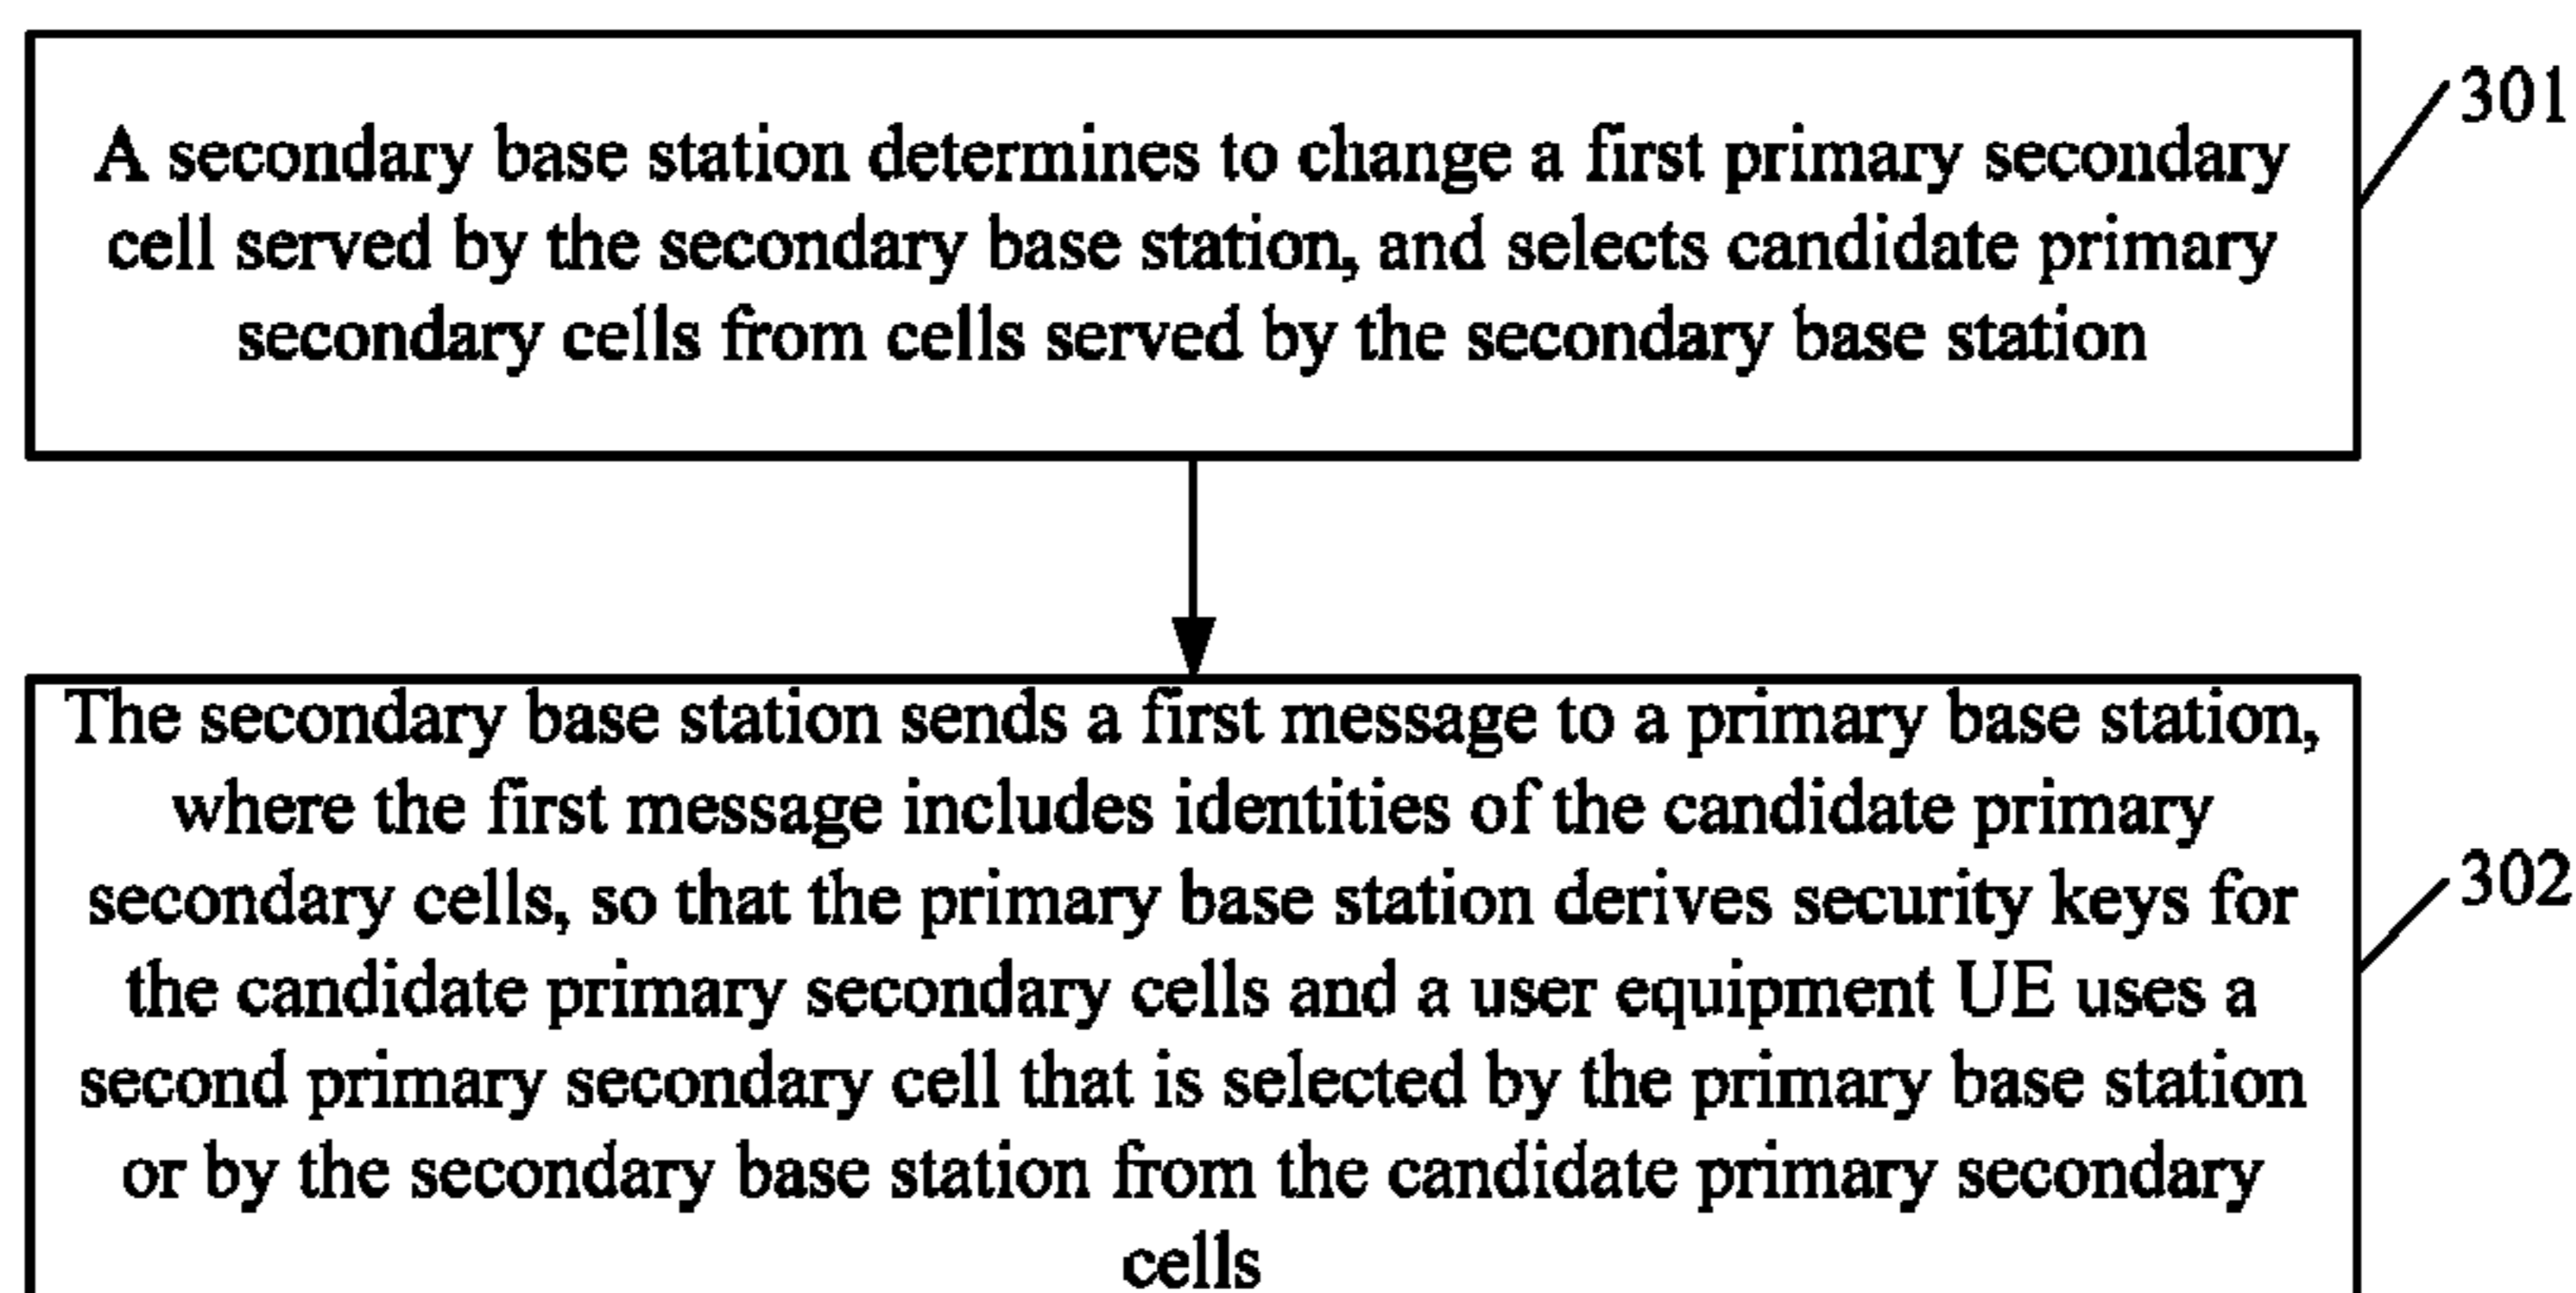 301
A secondary base station determines to change a first primary secondary
cell served by the secondary base station, and selects candidate primary
secondary cells from cells served by the secondary base station
The secondary base station sends a first message to a primary base station,
where the first message includes identities of the candidate primary
302
secondary cells, so that the primary base station derives security keys for
the candidate primary secondary cells and a user equipment UE uses a
second primary secondary cell that is selected by the primary base station
or by the secondary base station from the candidate primary secondary
cells